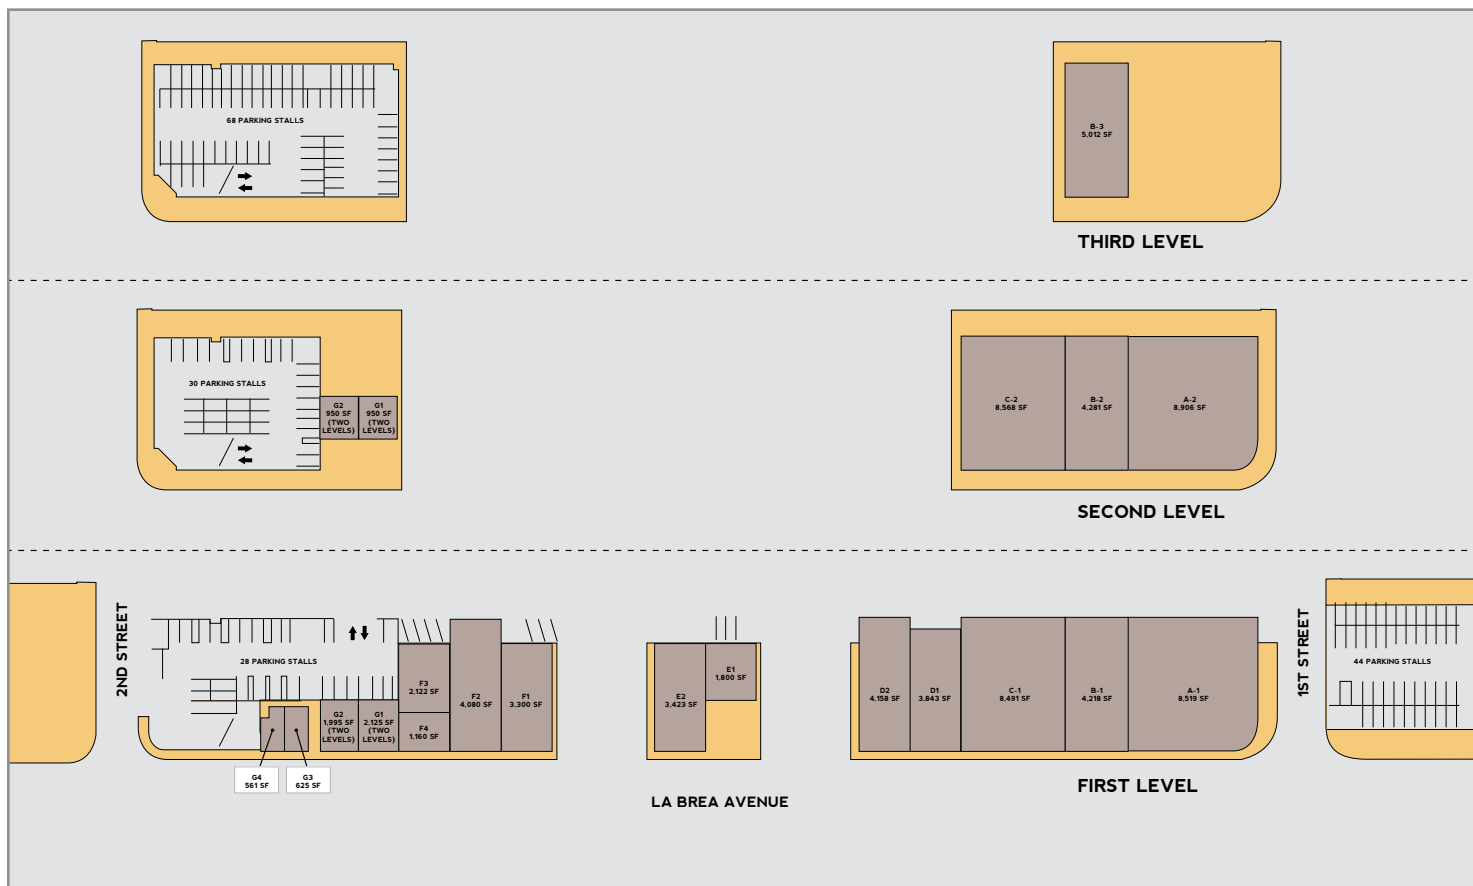 68 PARKING STALLS
B-3
5,012 SF
THIRD LEVEL
30 PARKING STALLS
G2
950 SF
(TWO
LEVELS)
G1
950 SF
(TWO
LEVELS)
C-2
8,568 SF
B-2
4,281 SF
A-2
8,906 SF
SECOND LEVEL
2ND STREET
28 PARKING STALLS
F3
2,122 SF
F4
1,160 SF
F2
4,080 SF
F1
3,300 SF
G2
1,995 SF
(TWO
LEVELS)
G1
2,125 SF
(TWO
LEVELS)
G4
561 SF
G3
625 SF
E2
3,423 SF
E1
1,800 SF
LA BREA AVENUE
D2
4,158 SF
D1
3,843 SF
C-1
8,491 SF
B-1
4,218 SF
A-1
8,519 SF
FIRST LEVEL
1ST STREET
44 PARKING STALLS